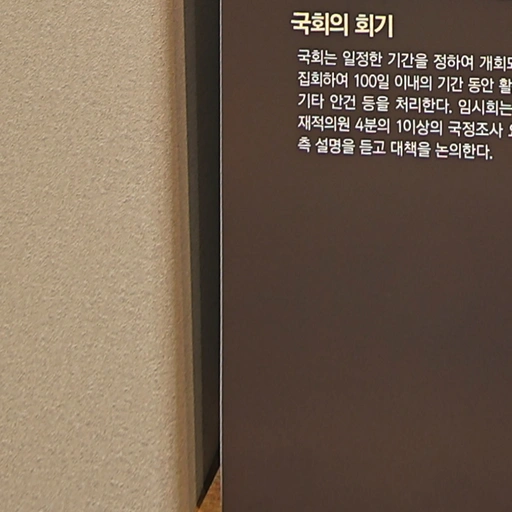 국회의 회기
국회는 일정한 기간을 정하여
집회하여 100일 이내의 기간 동안
기타 안건 등을 처리한다. 임시회는
재적의원 4분의 1이상의 국정조사
측 설명을 듣고 대책을 논의한다.